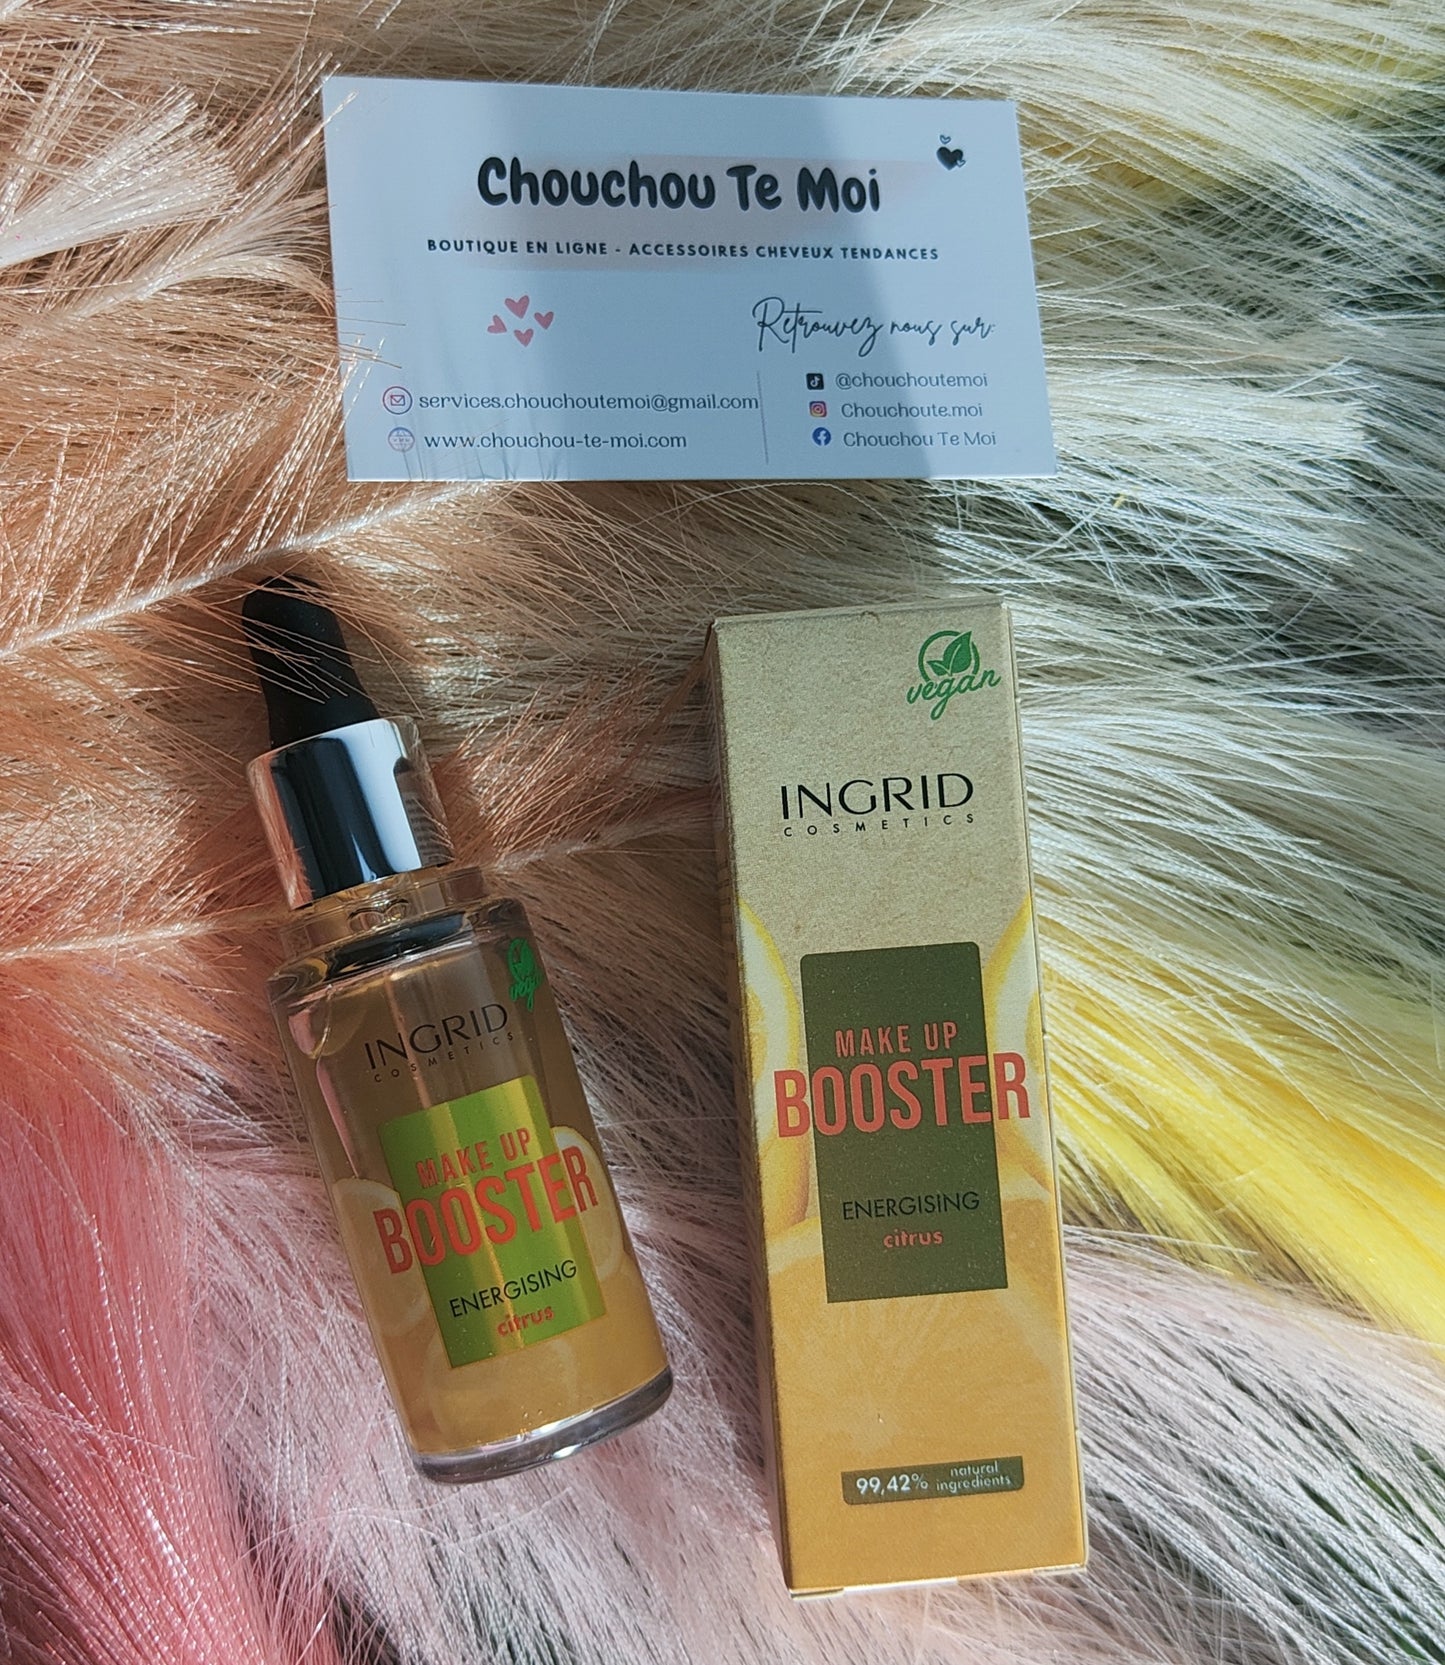 Chouchou Te Moi
BOUTIQUE EN LIGNE - ACCESSOIRES CHEVEUX TENDANCES
Retrouvez nous sur:
services.chouchoutemoi@gmail.com
www.chouchou-te-moi.com
@chouchoutemoi
Chouchoute.moi
Chouchou Te Moi
vegan
INGRID
COSMETICS
MAKE UP
BOOSTER
ENERGISING
citrus
vegan
INGRID
COSMETICS
MAKE UP
BOOSTER
ENERGISING
citrus
99,42% natural
ingredients